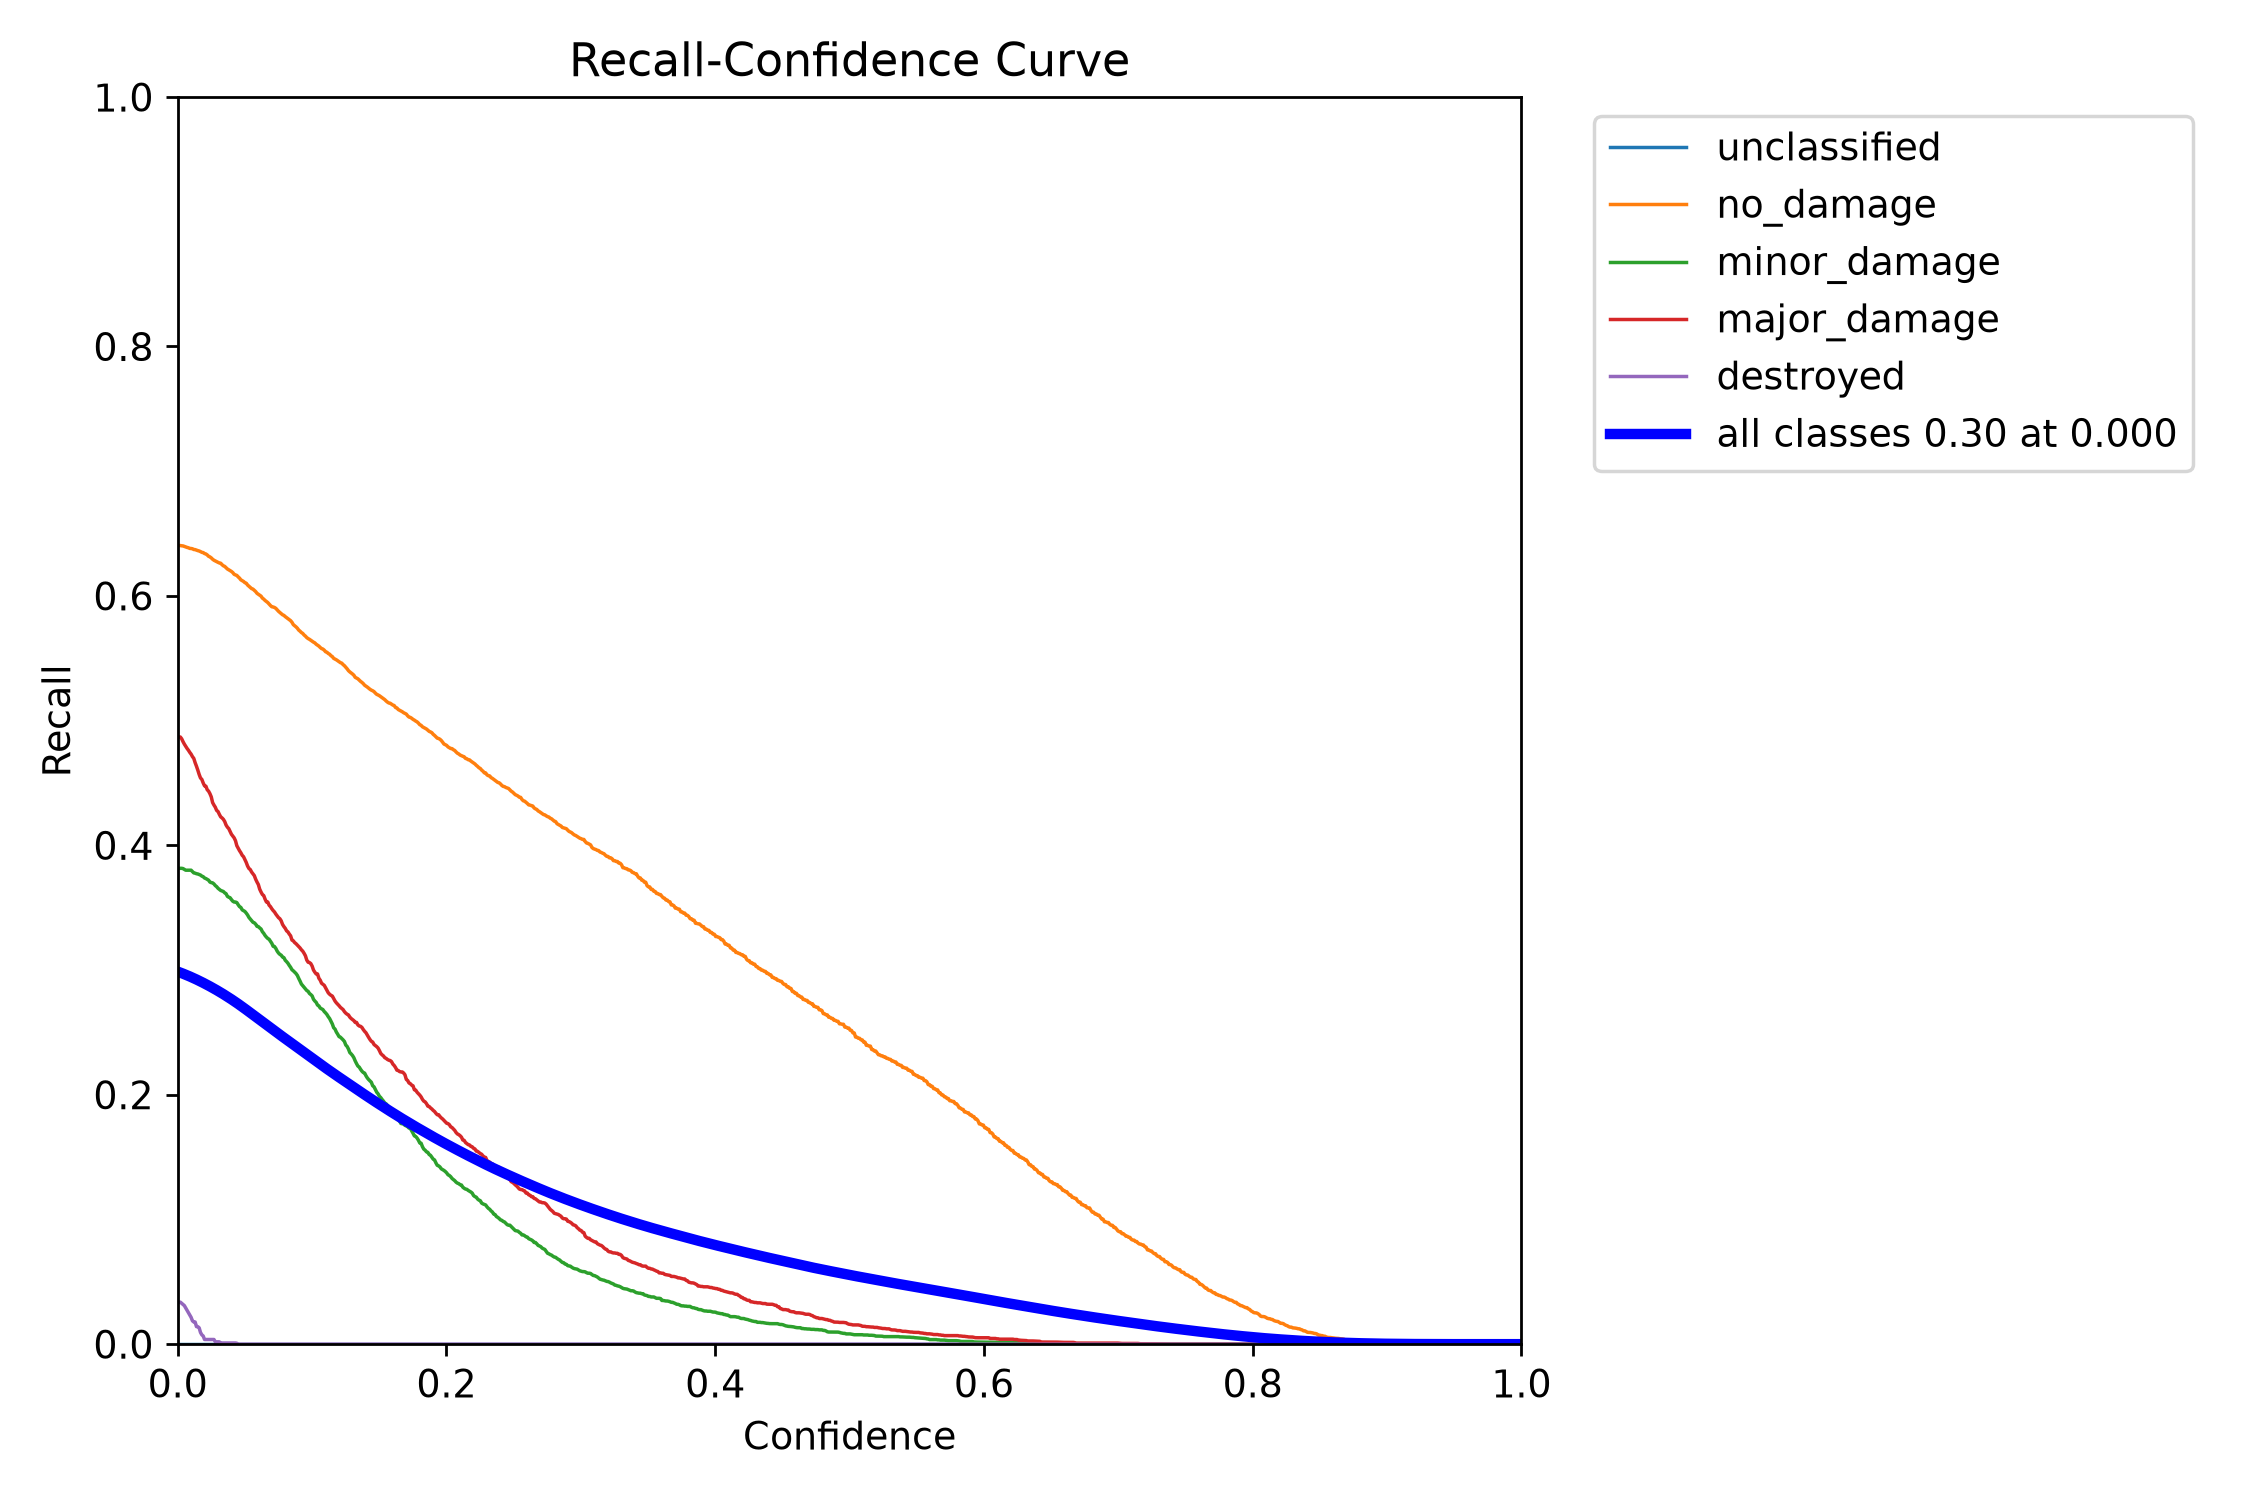 Recall-Confidence Curve
1.0
0.8
0.6
0.4
0.2
0.0
Recall
0.0 0.2 0.4 0.6 0.8 1.0
Confidence
unclassified
no_damage
minor_damage
major_damage
destroyed
all classes 0.30 at 0.000